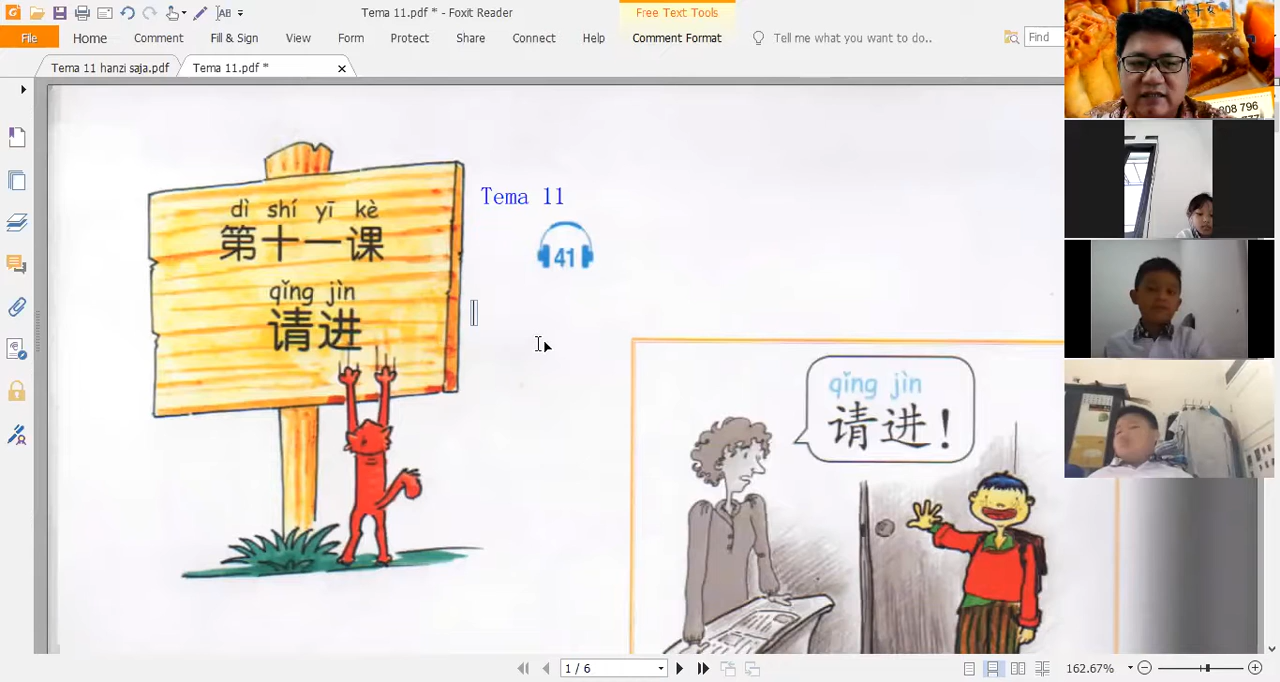 Tema 11.pdf * - Foxit Reader
Free Text Tools
File
Home
Comment
Fill & Sign
View
Form
Protect
Share
Connect
Help
Comment Format
Tell me what you want to do..
Find
Tema 11 hanzi saja.pdf
Tema 11.pdf *
dì shí yī kè
第十一课
qǐng jìn
请进
Tema 11
41
qǐng jìn
请进!
808 796
1 / 6
162.67%